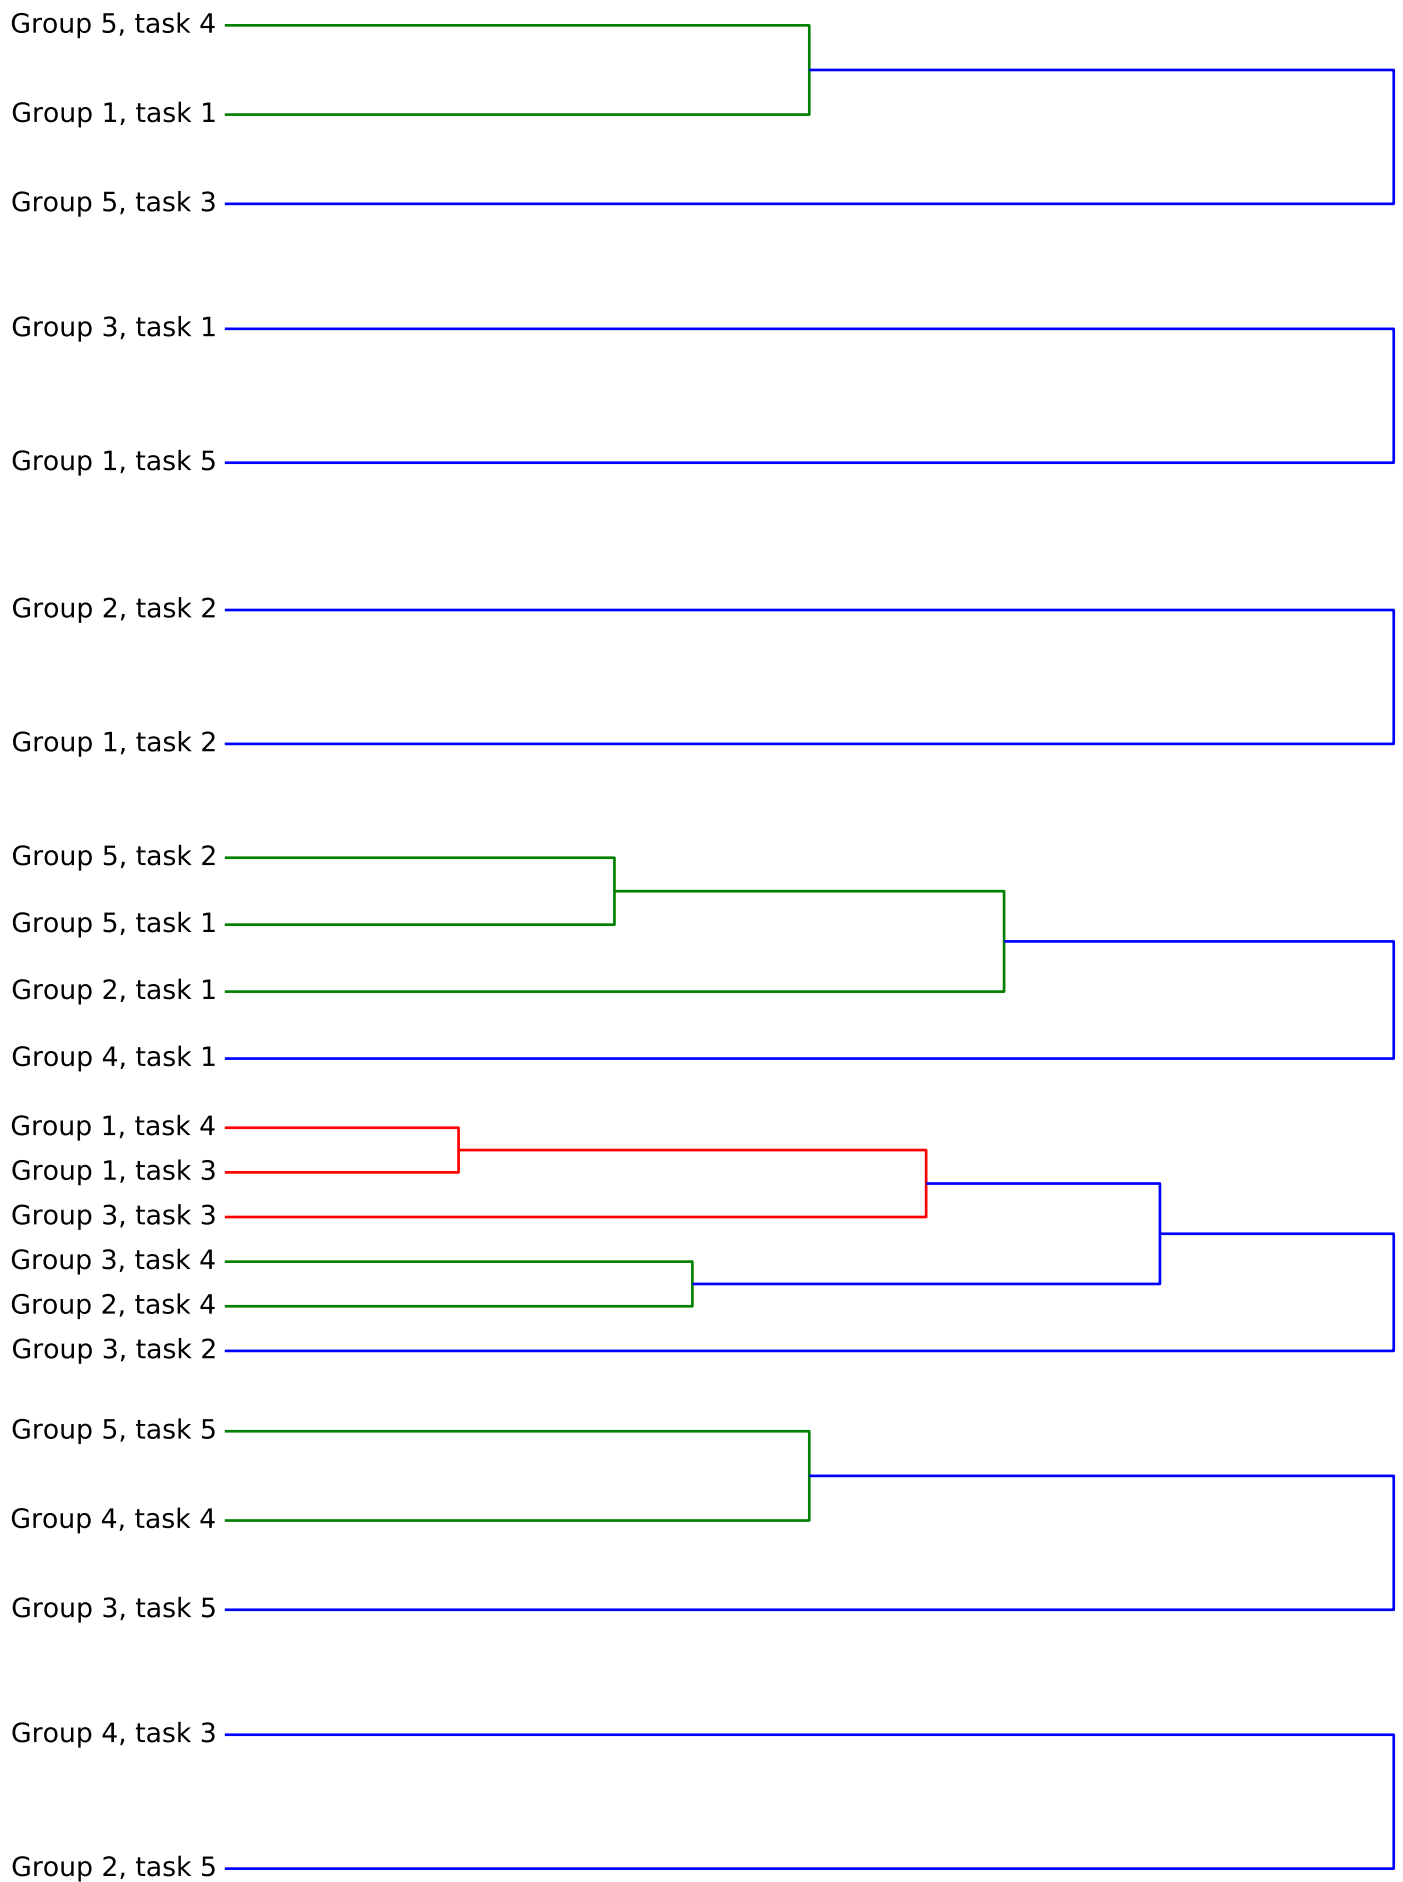 Group 5, task 4
Group 1, task 1
Group 5, task 3
Group 3, task 1
Group 1, task 5
Group 2, task 2
Group 1, task 2
Group 5, task 2
Group 5, task 1
Group 2, task 1
Group 4, task 1
Group 1, task 4
Group 1, task 3
Group 3, task 3
Group 3, task 4
Group 2, task 4
Group 3, task 2
Group 5, task 5
Group 4, task 4
Group 3, task 5
Group 4, task 3
Group 2, task 5